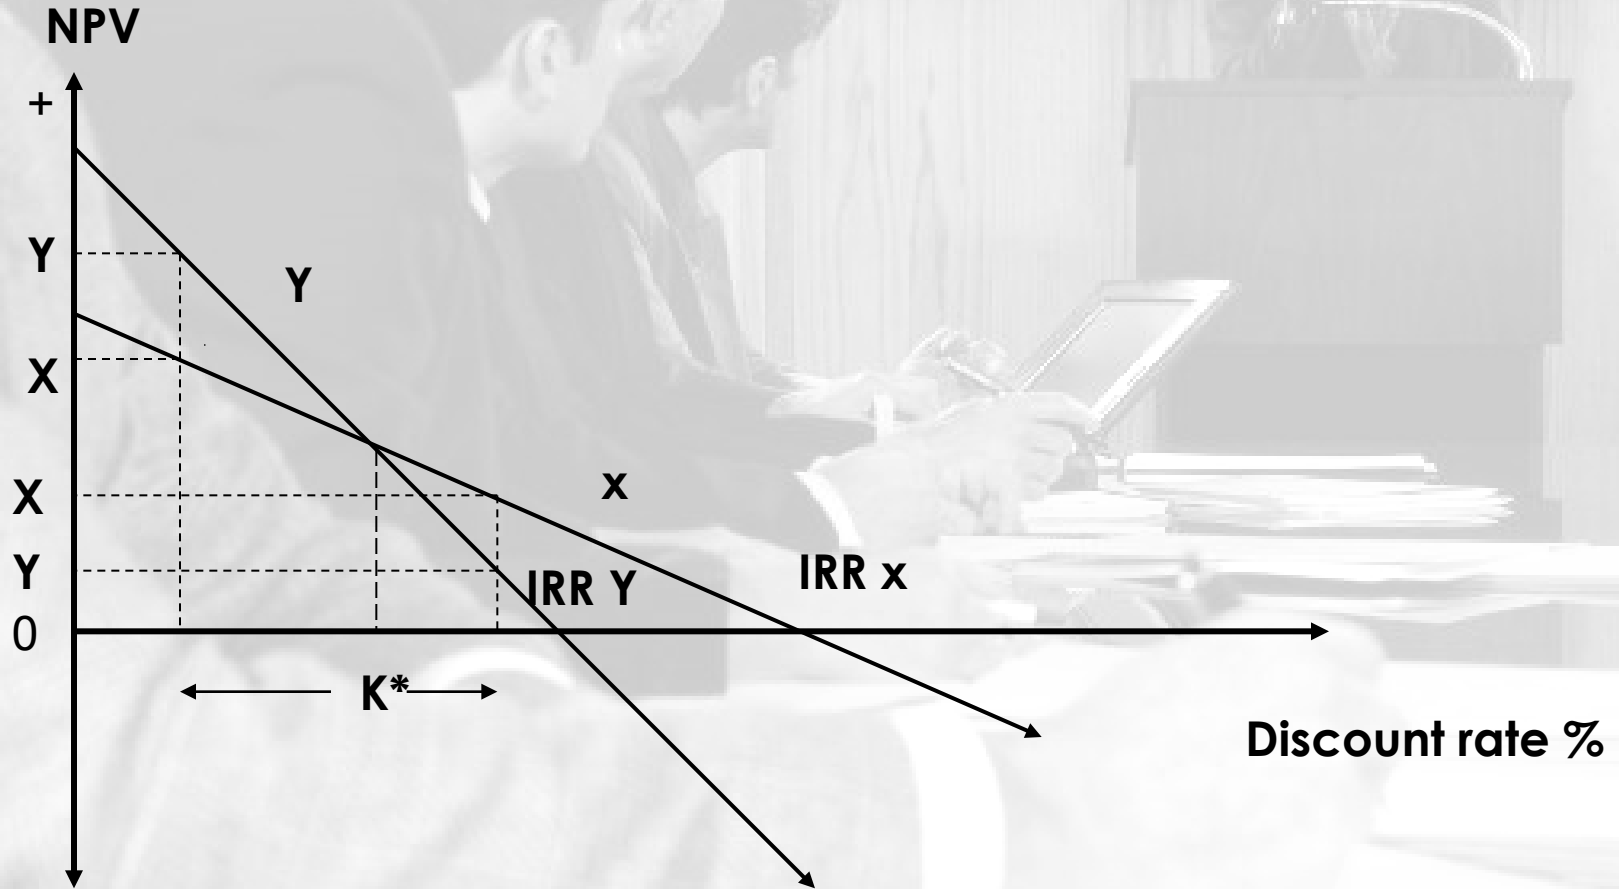 NPV
+
Y
Y
X
X
x
Y
IRR Y
IRR x
0
K*
Discount rate %